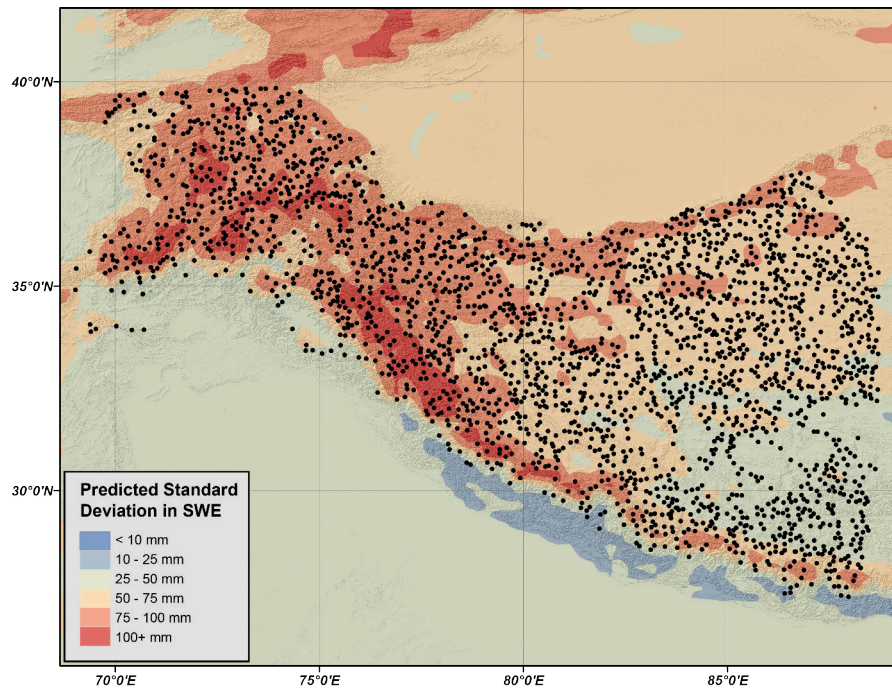 40°0'N
35°0'N
30°0'N
Predicted Standard
Deviation in SWE
< 10 mm
10 - 25 mm
25 - 50 mm
50 - 75 mm
75 - 100 mm
100+ mm
70°0'E
75°0'E
80°0'E
85°0'E